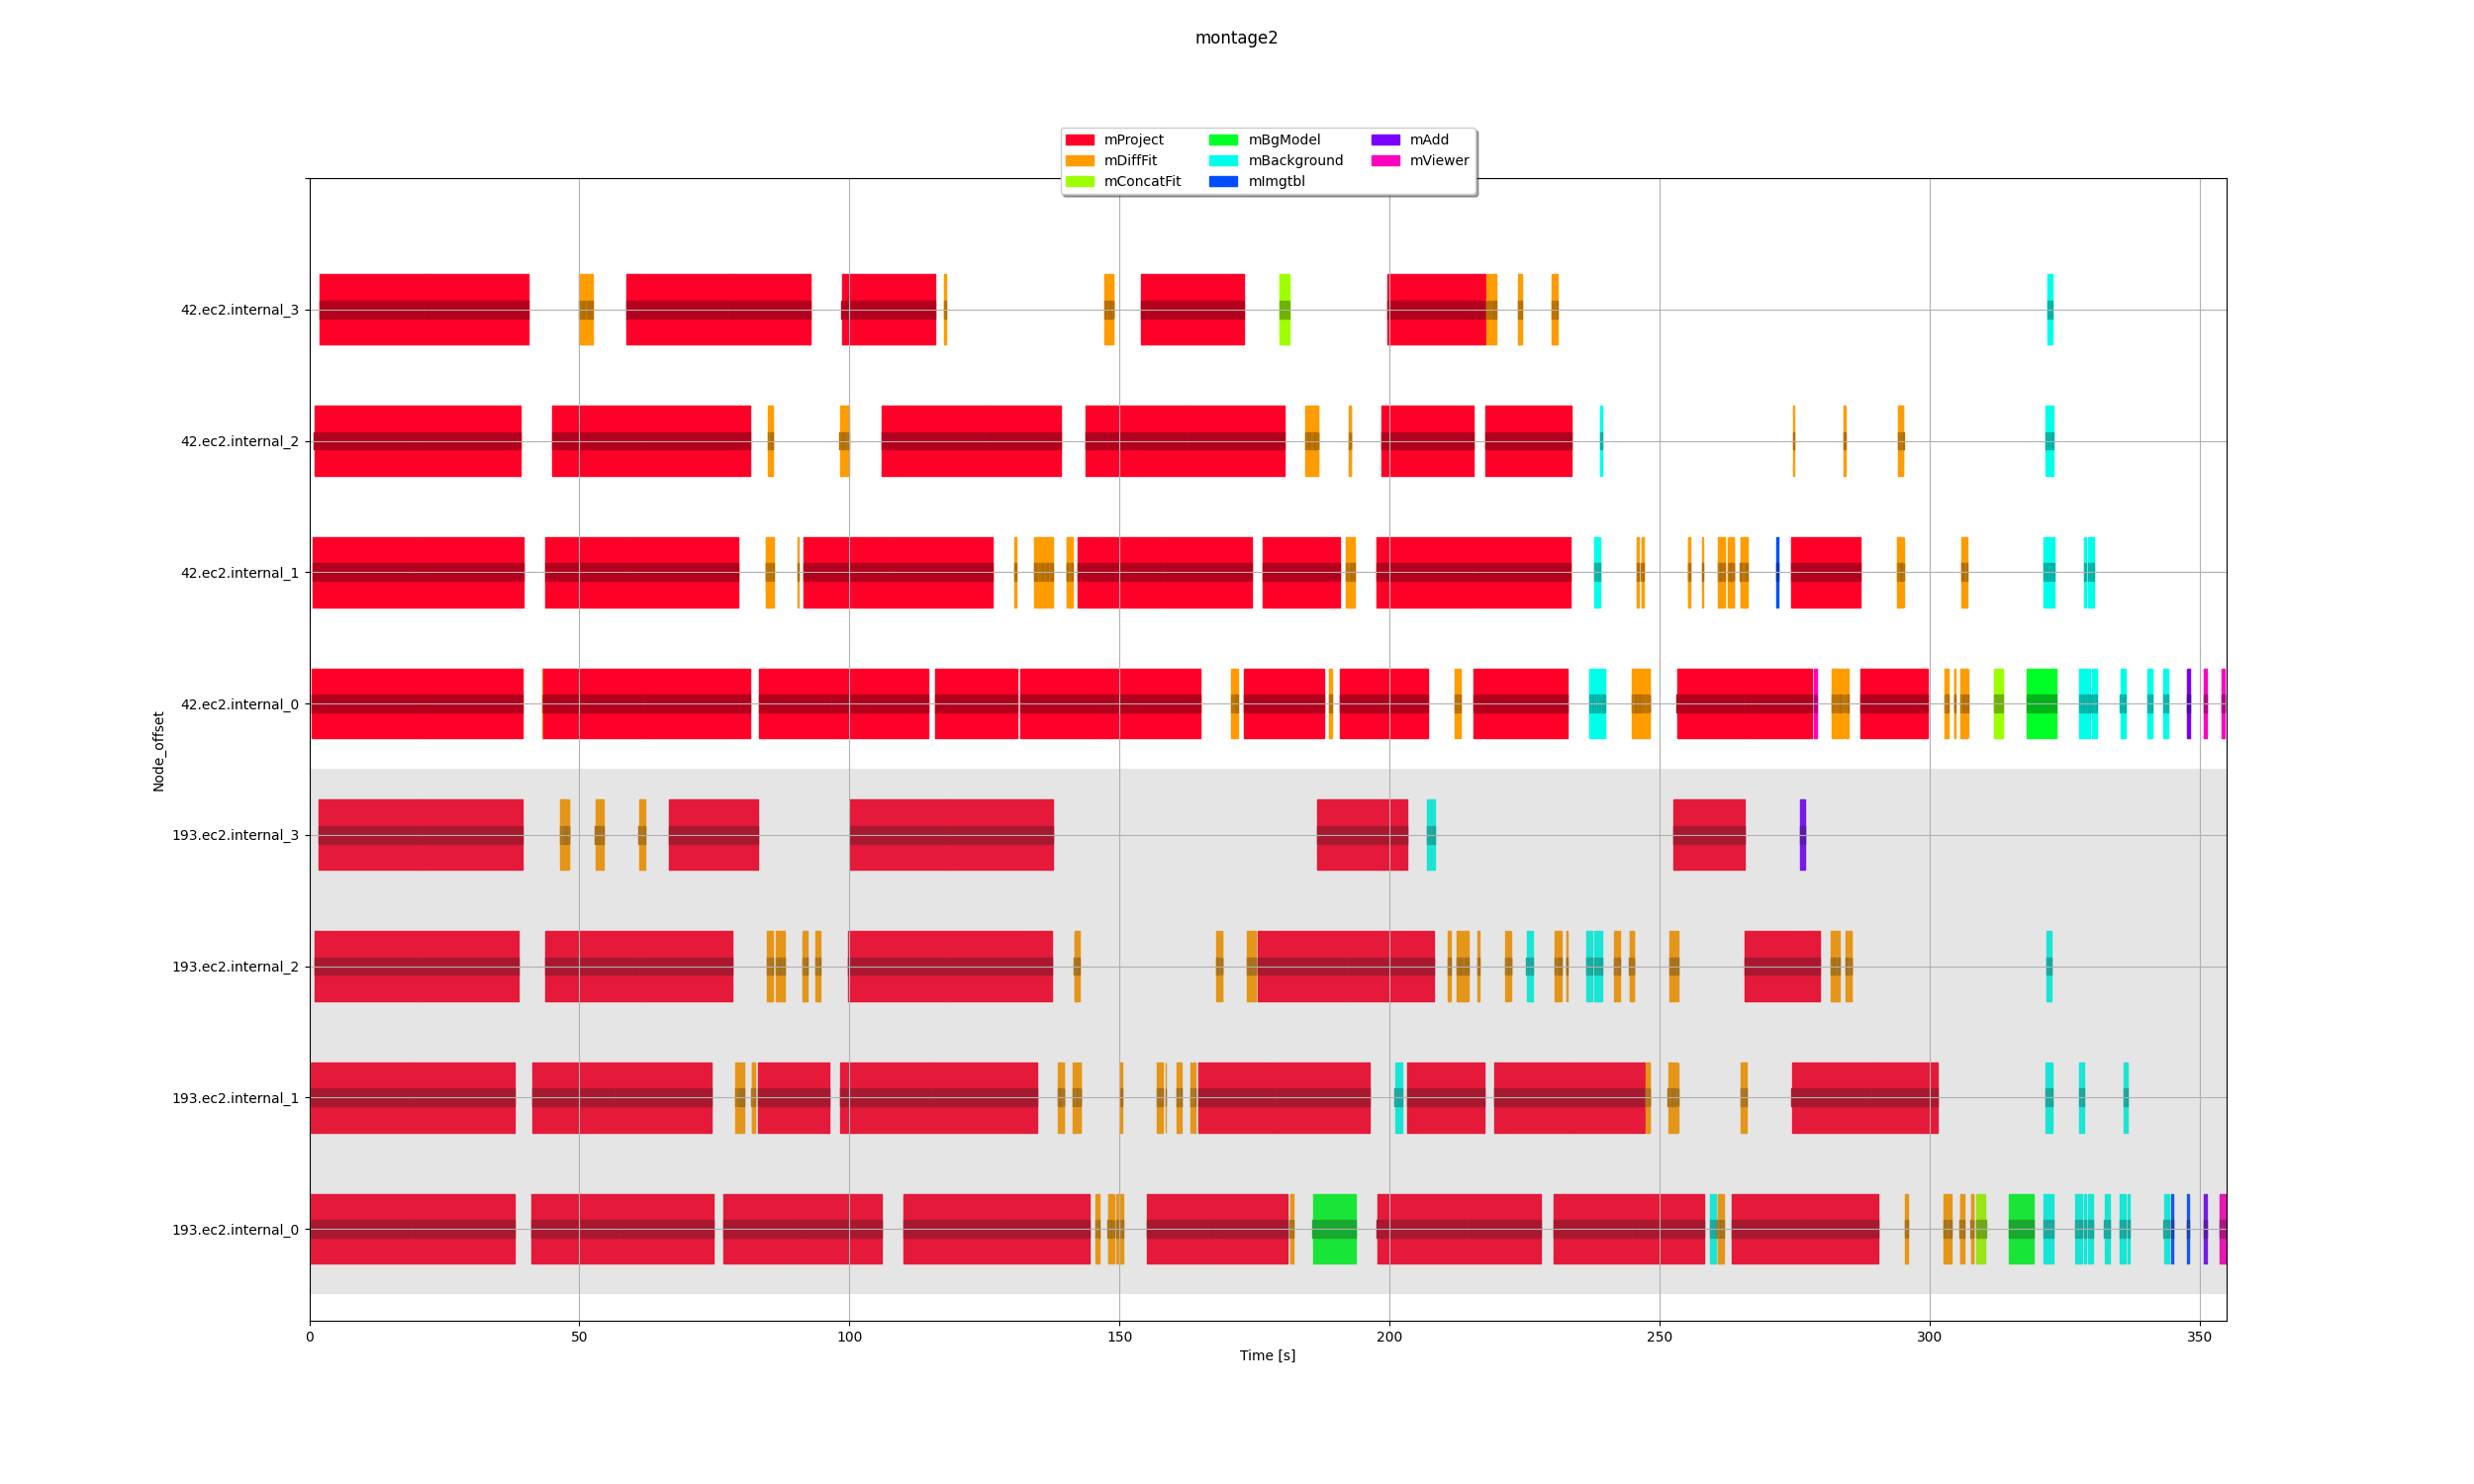 montage2
mProject mBgModel mAdd
mDiffFit mBackground mViewer
mConcatFit mImgtbl
42.ec2.internal_3
42.ec2.internal_2
42.ec2.internal_1
42.ec2.internal_0
Node_offset
193.ec2.internal_3
193.ec2.internal_2
193.ec2.internal_1
193.ec2.internal_0
0 50 100 150 200 250 300 350
Time [s]